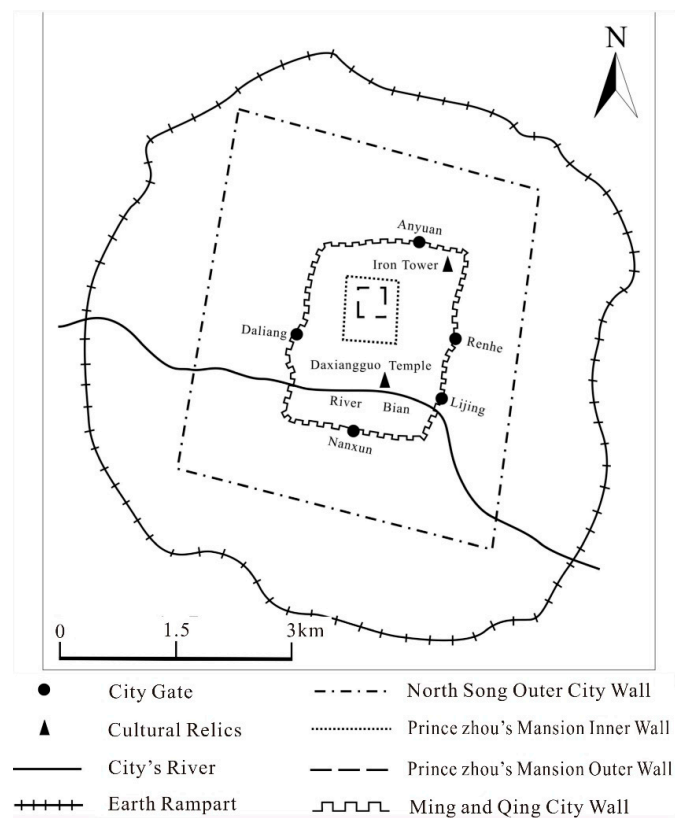 N
Anyuan
Iron Tower
Daliang
Renhe
Daxiangguo Temple
River Bian
Lijing
Nanxun
0 1.5 3km
City Gate
North Song Outer City Wall
Cultural Relics
Prince zhou's Mansion Inner Wall
City's River
Prince zhou's Mansion Outer Wall
Earth Rampart
Ming and Qing City Wall